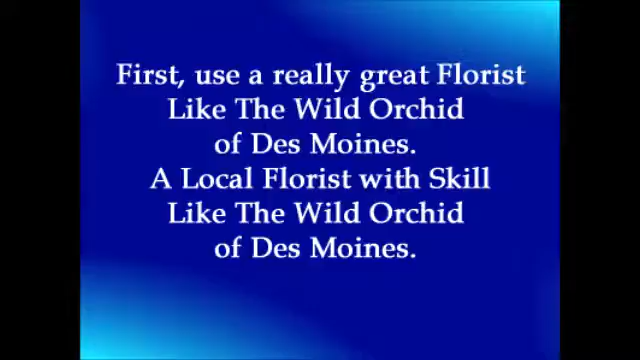 First, use a really great Florist
Like The Wild Orchid
of Des Moines.
A Local Florist with Skill
Like The Wild Orchid
of Des Moines.